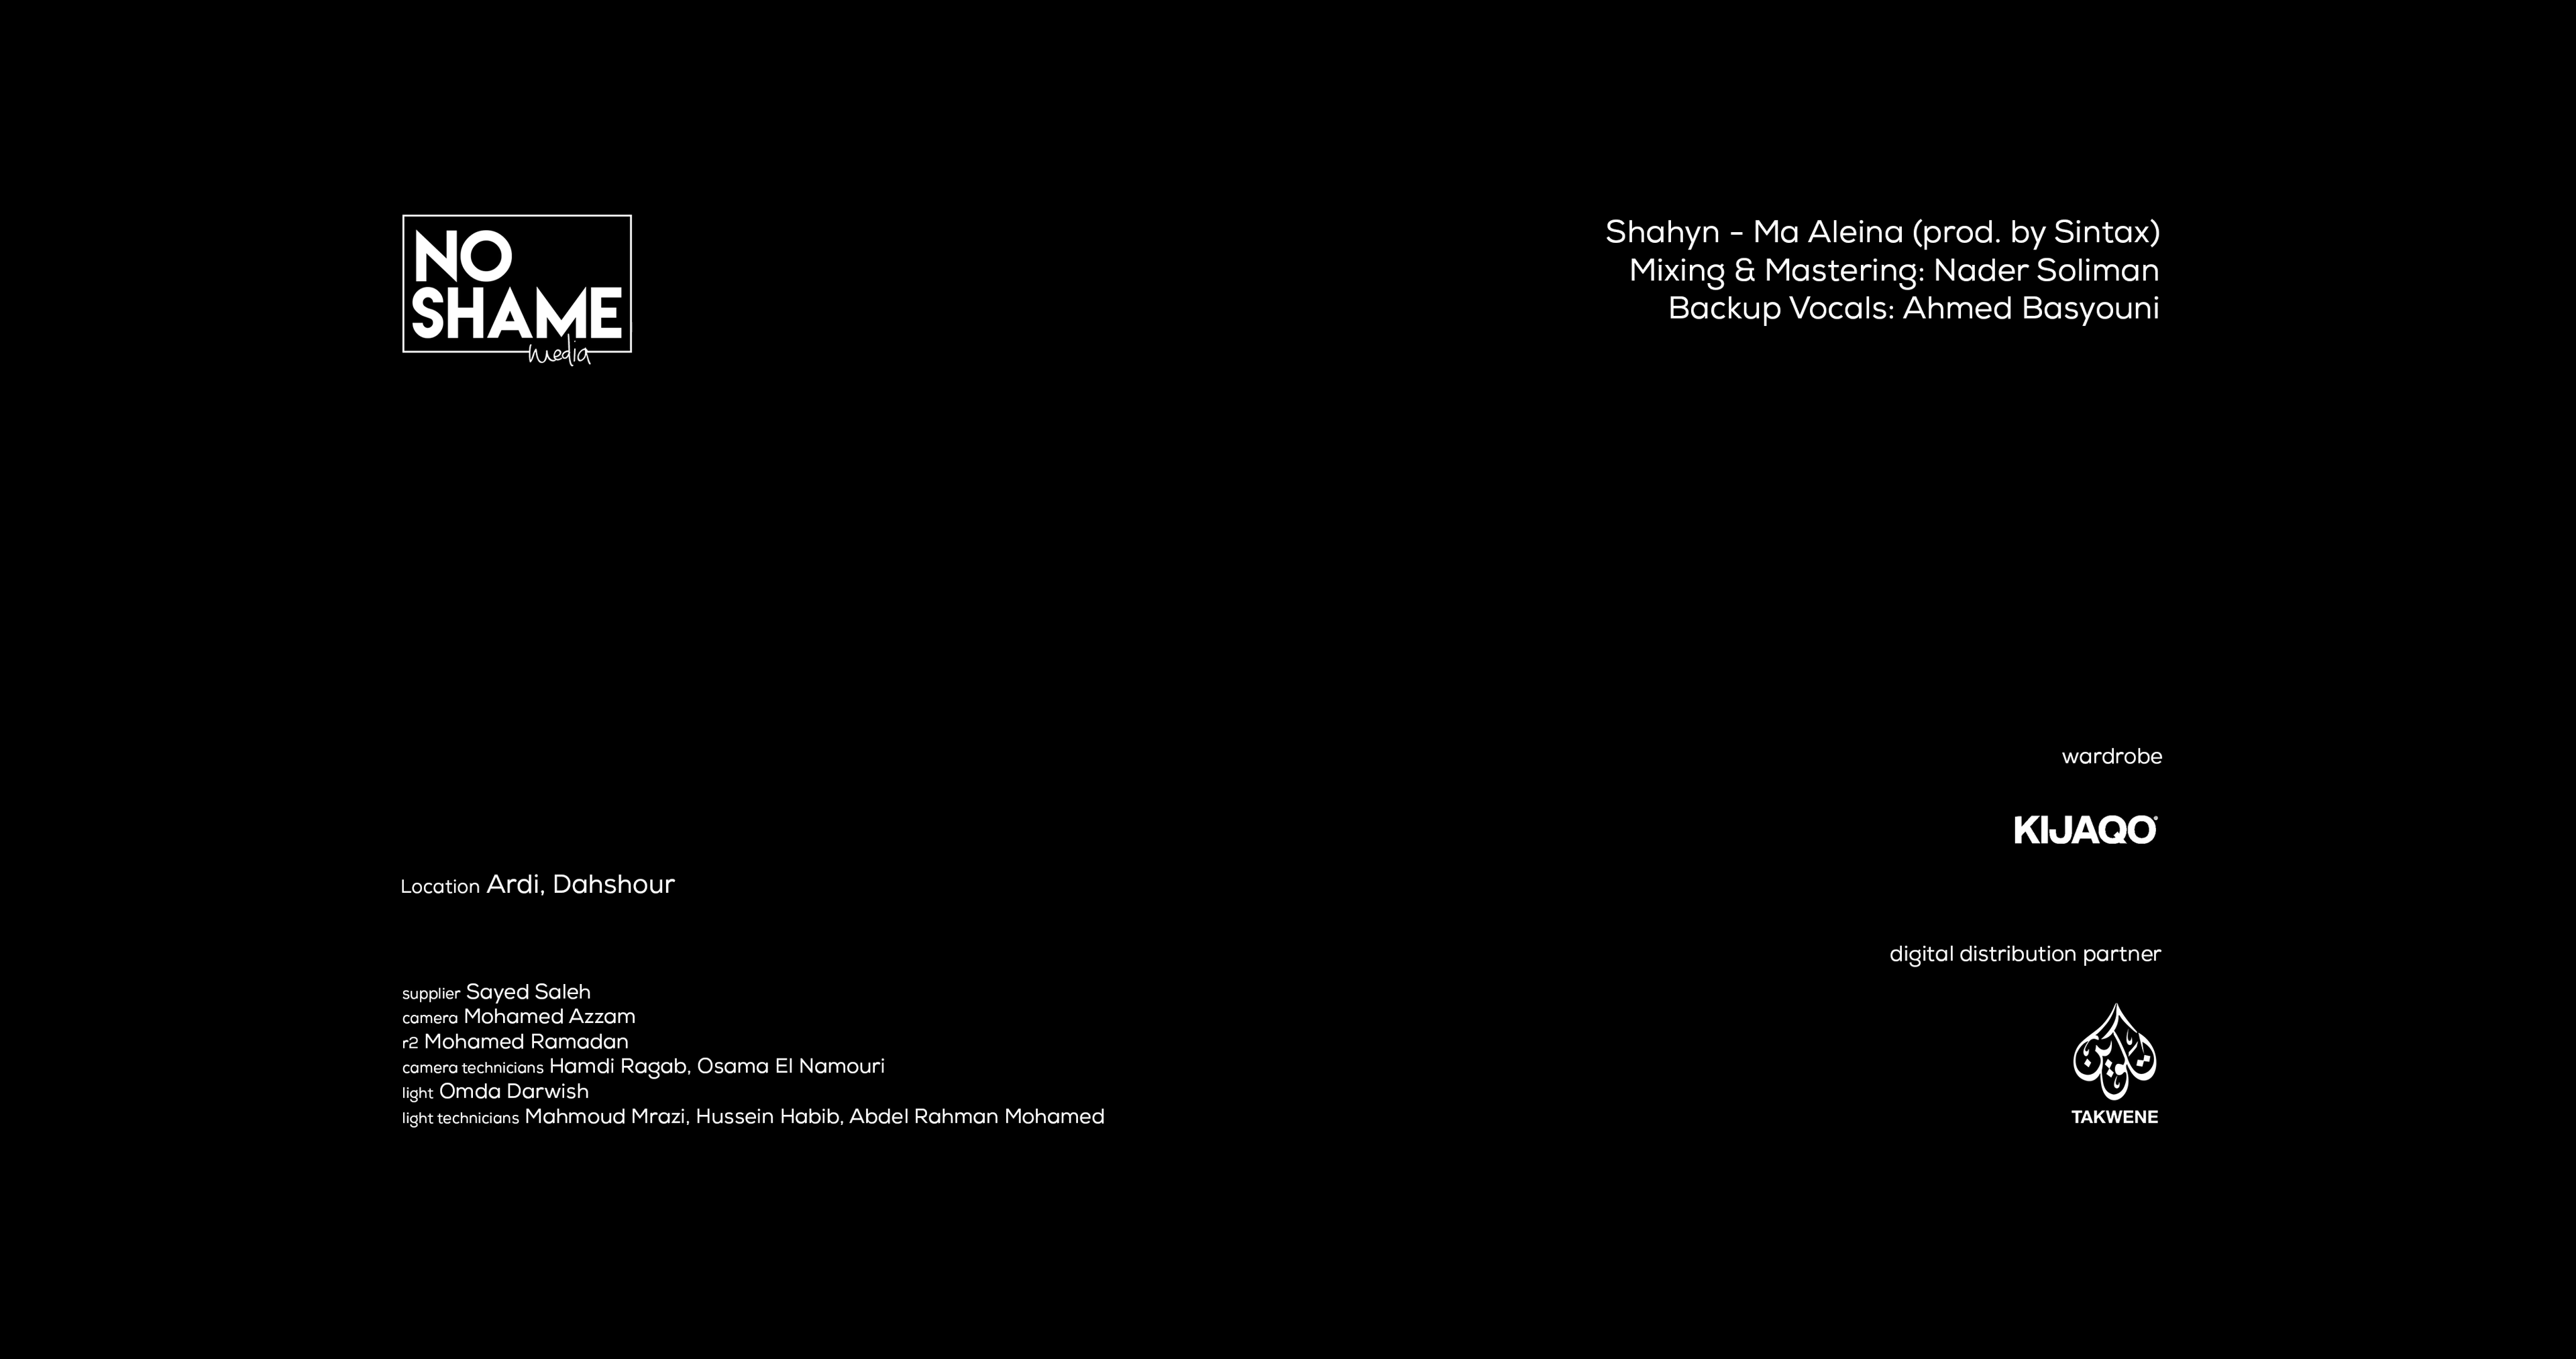 NO
SHAME
media
Shahyn - Ma Aleina (prod. by Sintax)
Mixing & Mastering: Nader Soliman
Backup Vocals: Ahmed Basyouni
Location Ardi, Dahshour
supplier Sayed Saleh
camera Mohamed Azzam
r2 Mohamed Ramadan
camera technicians Hamdi Ragab, Osama El Namouri
light Omda Darwish
light technicians Mahmoud Mrazi, Hussein Habib, Abdel Rahman Mohamed
wardrobe
KIJAQO
digital distribution partner
تكوين
TAKWENE